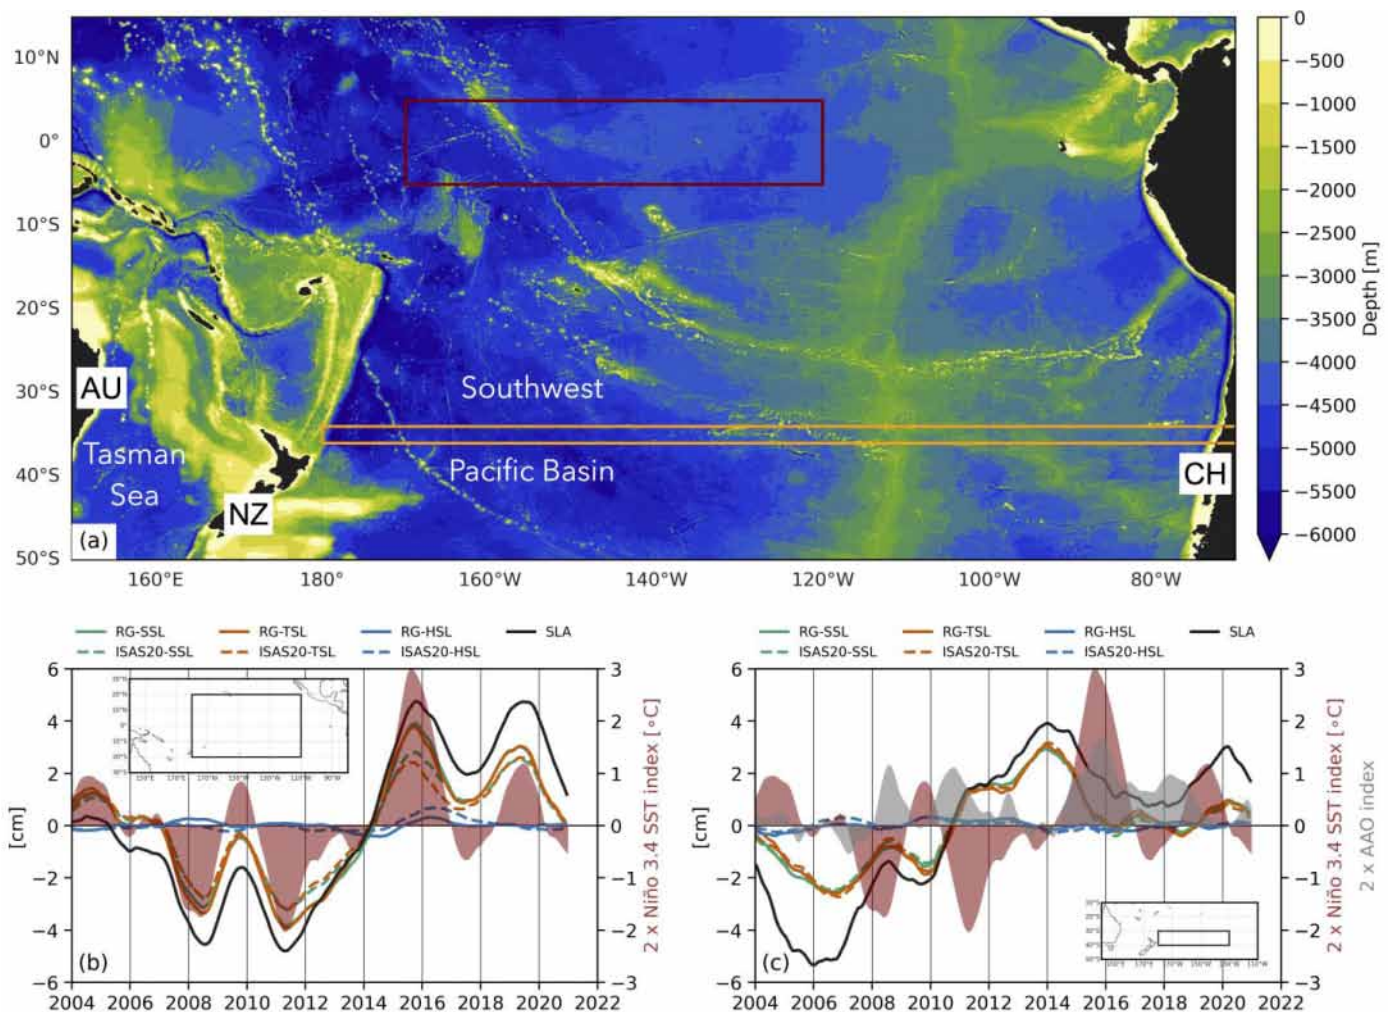 10°N
0°
10°S
20°S
30°S
40°S
50°S
160°E 180° 160°W 140°W 120°W 100°W 80°W
AU
Tasman
Sea
NZ
Southwest
Pacific Basin
CH
(a)
0
−500
−1000
−1500
−2000
−2500
−3000
−3500
−4000
−4500
−5000
−5500
−6000
Depth [m]
RG-SSL RG-TSL RG-HSL SLA
ISAS20-SSL ISAS20-TSL ISAS20-HSL
6
4
2
0
−2
−4
−6
[cm]
3
2
1
0
−1
−2
−3
2 x Niño 3.4 SST index [∘C]
(b)
2004 2006 2008 2010 2012 2014 2016 2018 2020 2022
RG-SSL RG-TSL RG-HSL SLA
ISAS20-SSL ISAS20-TSL ISAS20-HSL
6
4
2
0
−2
−4
−6
[cm]
3
2
1
0
−1
−2
−3
2 x Niño 3.4 SST index [∘C]
2 x AAO index
(c)
2004 2006 2008 2010 2012 2014 2016 2018 2020 2022